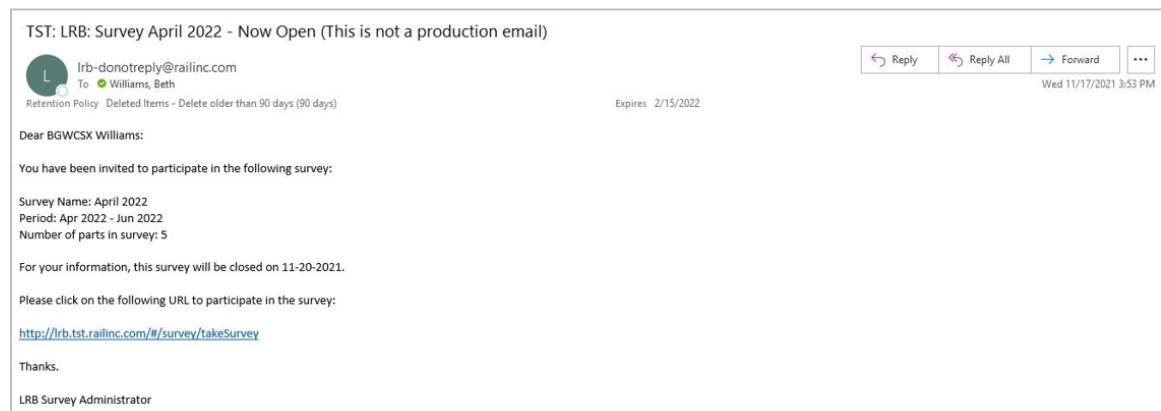 TST: LRB: Survey April 2022 - Now Open (This is not a production email)
L
lrb-donotreply@railinc.com
To Williams, Beth
Reply
Reply All
Forward
Wed 11/17/2021 3:53 PM
Retention Policy Deleted Items - Delete older than 90 days (90 days)
Expires 2/15/2022
Dear BGWCSX Williams:
You have been invited to participate in the following survey:
Survey Name: April 2022
Period: Apr 2022 - Jun 2022
Number of parts in survey: 5
For your information, this survey will be closed on 11-20-2021.
Please click on the following URL to participate in the survey:
http://lrb.tst.railinc.com/#/survey/takeSurvey
Thanks.
LRB Survey Administrator